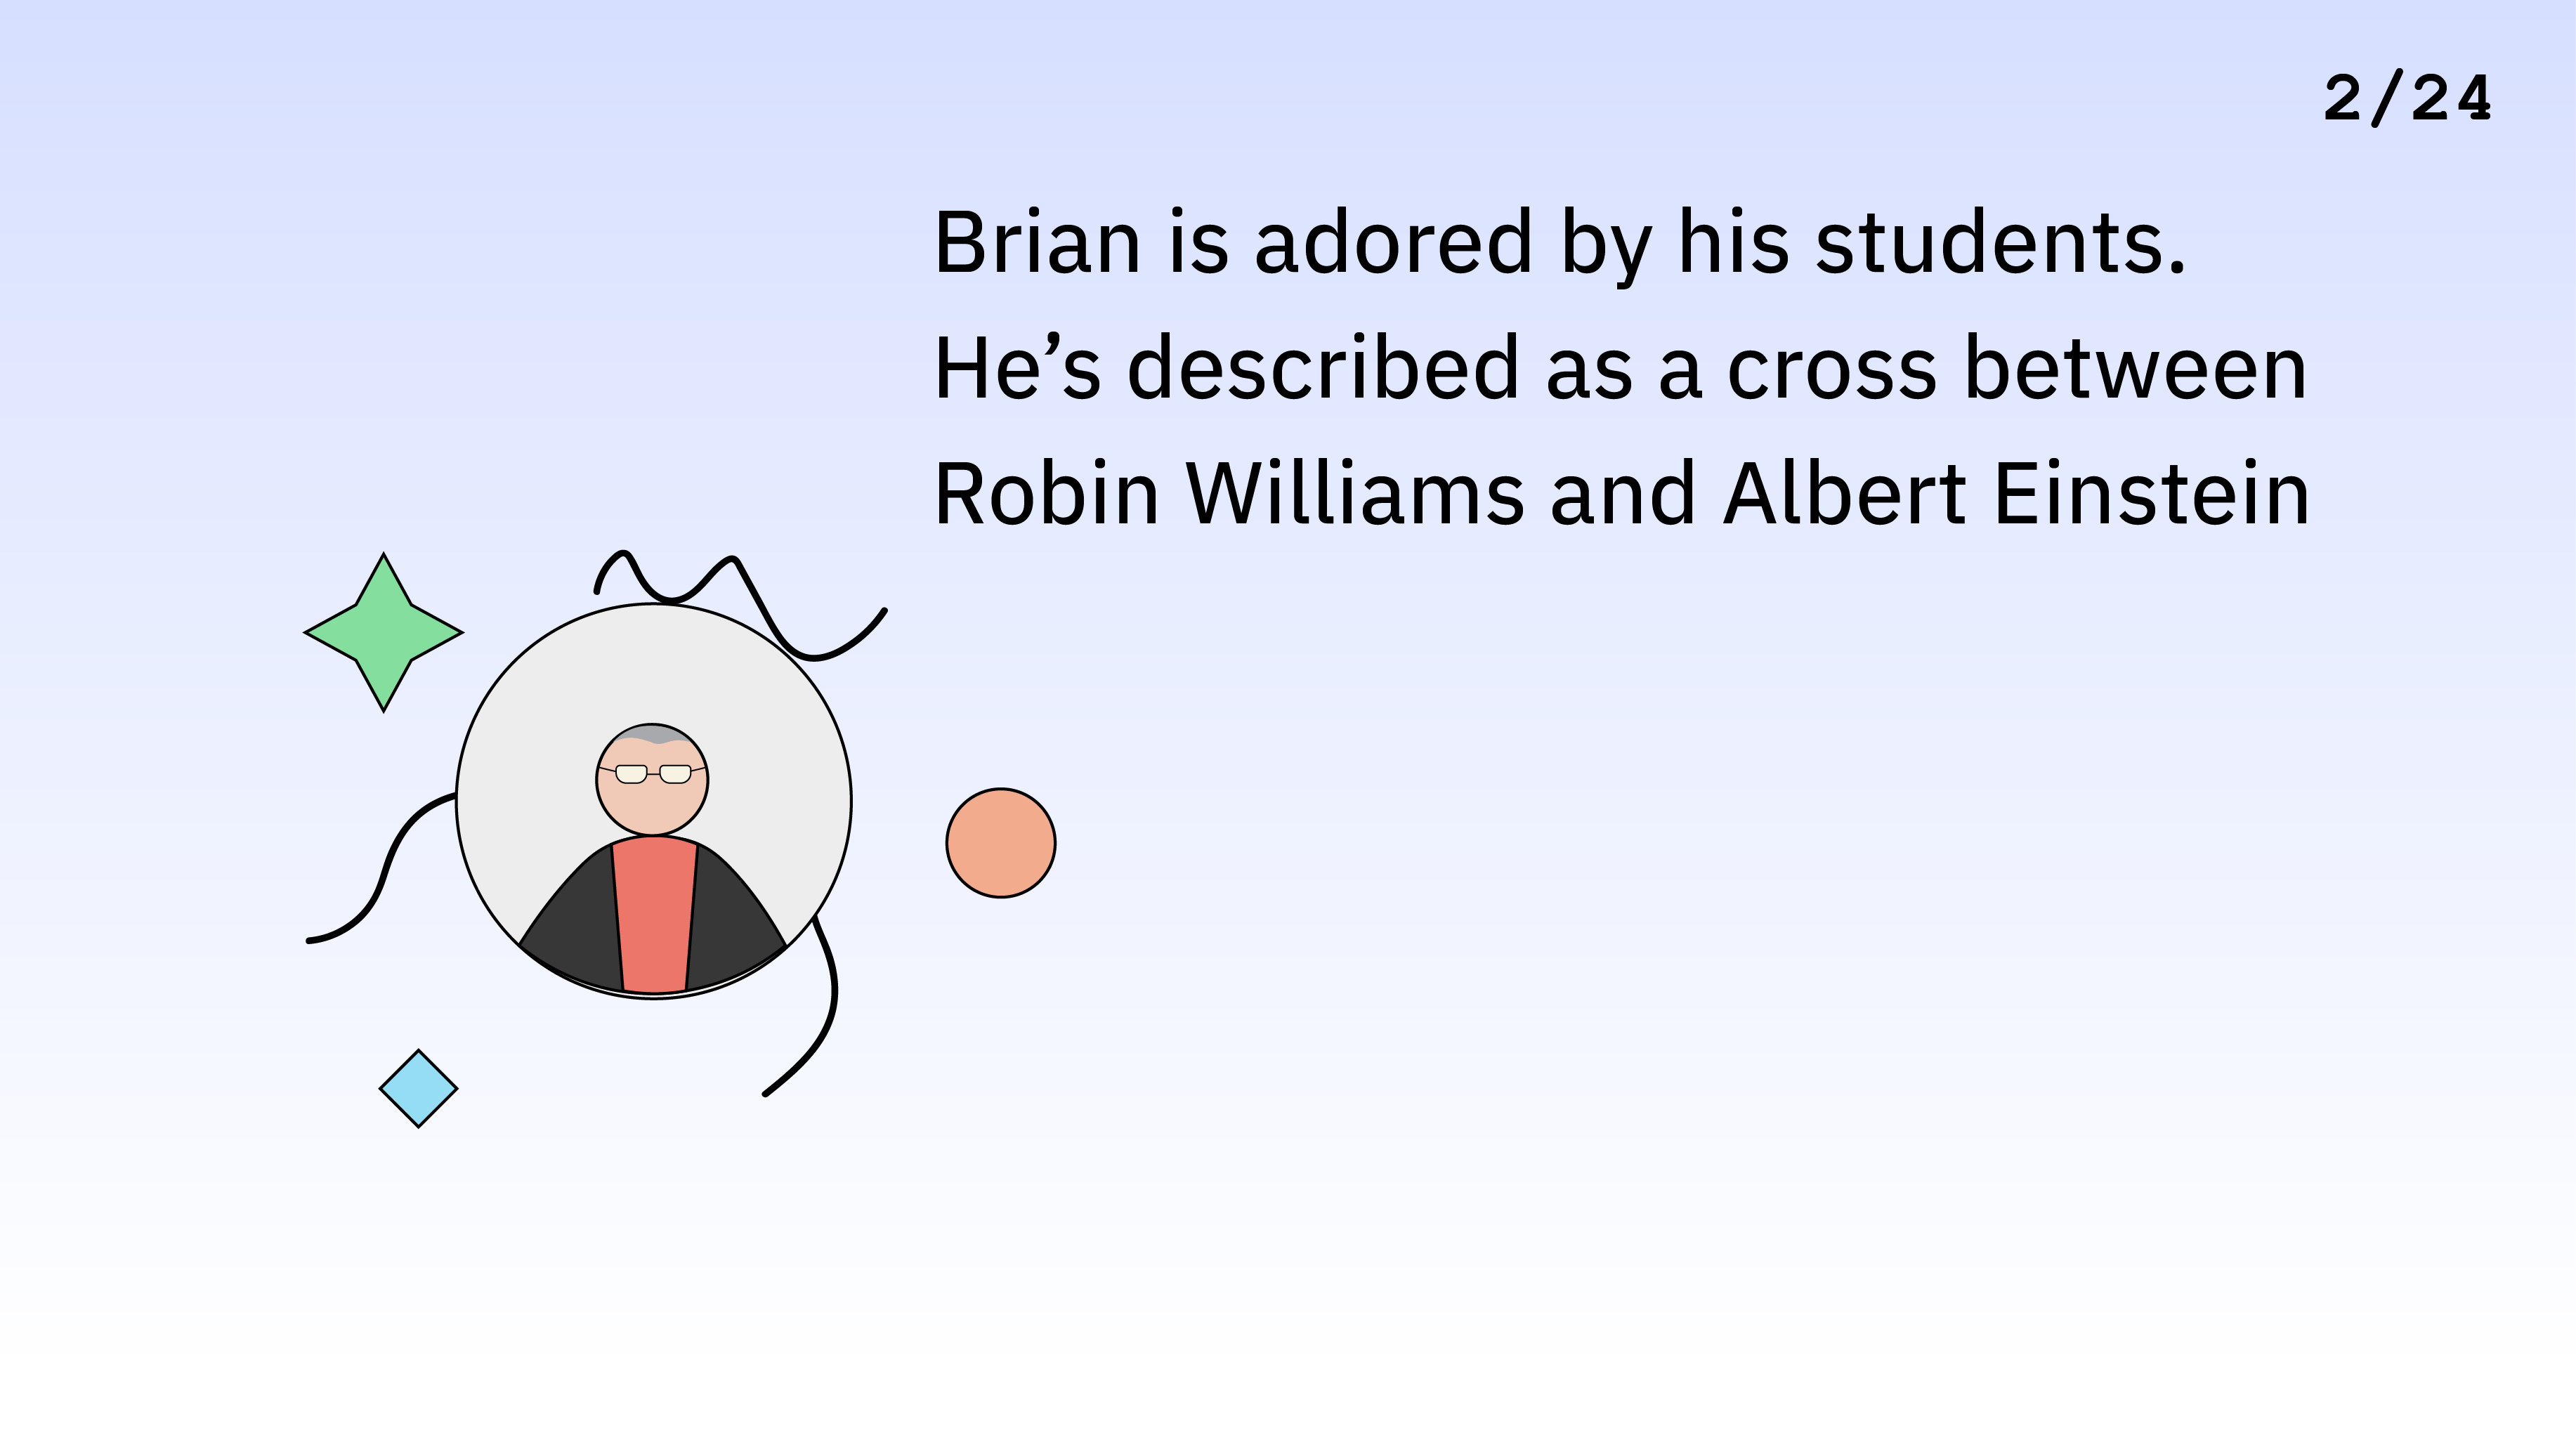 2/24
Brian is adored by his students.
He’s described as a cross between
Robin Williams and Albert Einstein